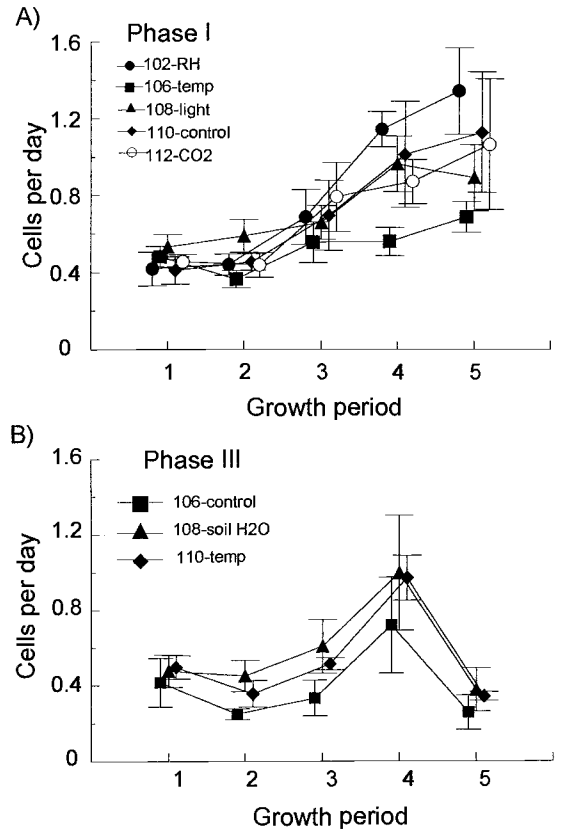 A)
Phase I
102-RH
106-temp
108-light
110-control
112-CO2
Cells per day
1.6
1.2
0.8
0.4
0
1 2 3 4 5
Growth period
B)
Phase III
106-control
108-soil H2O
110-temp
Cells per day
1.6
1.2
0.8
0.4
0
1 2 3 4 5
Growth period